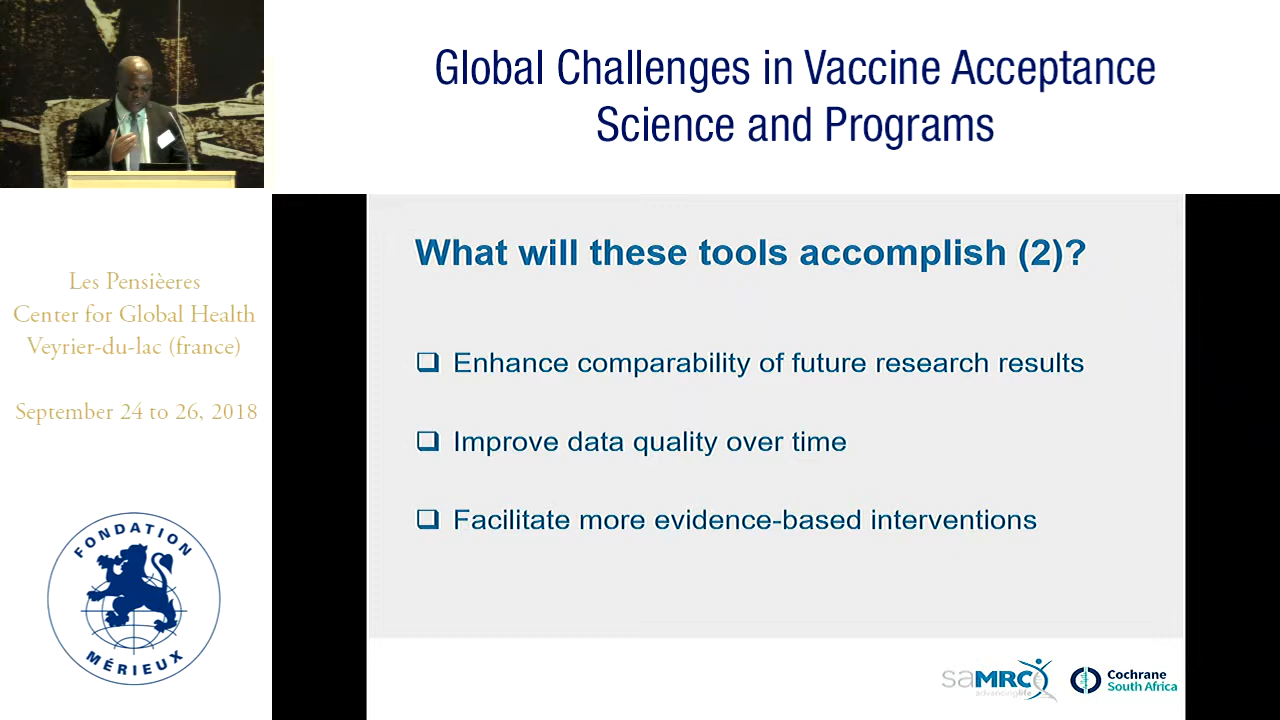 Global Challenges in Vaccine Acceptance
Science and Programs
Les Pensièeres
Center for Global Health
Veyrier-du-lac (france)
September 24 to 26, 2018
FONDATION
MÉRIEUX
What will these tools accomplish (2)?
Enhance comparability of future research results
Improve data quality over time
Facilitate more evidence-based interventions
saMRC
advancinglife
Cochrane
South Africa